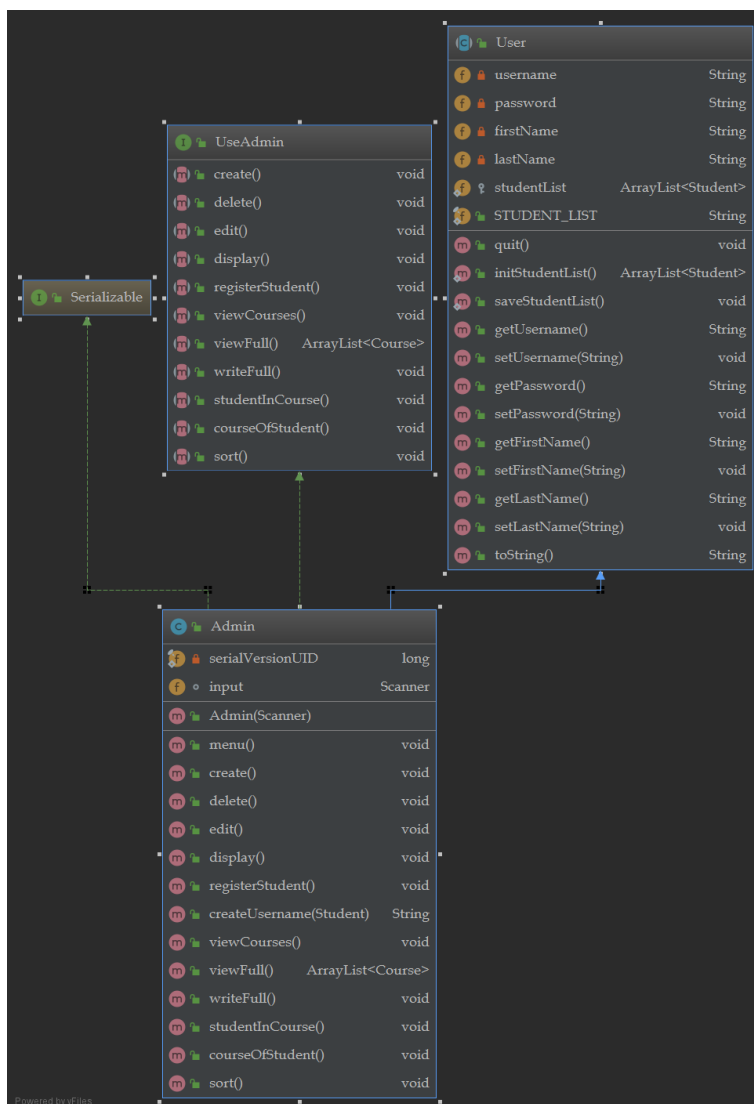 User
username String
password String
firstName String
lastName String
studentList ArrayList<Student>
STUDENT_LIST String
quit() void
initStudentList() ArrayList<Student>
saveStudentList() void
getUsername() String
setUsername(String) void
getPassword() String
setPassword(String) void
getFirstName() String
setFirstName(String) void
getLastName() String
setLastName(String) void
toString() String
UseAdmin
create() void
delete() void
edit() void
display() void
registerStudent() void
viewCourses() void
viewFull() ArrayList<Course>
writeFull() void
studentInCourse() void
courseOfStudent() void
sort() void
Serializable
Admin
serialVersionUID long
input Scanner
Admin(Scanner)
menu() void
create() void
delete() void
edit() void
display() void
registerStudent() void
createUsername(Student) String
viewCourses() void
viewFull() ArrayList<Course>
writeFull() void
studentInCourse() void
courseOfStudent() void
sort() void
Powered by yFiles